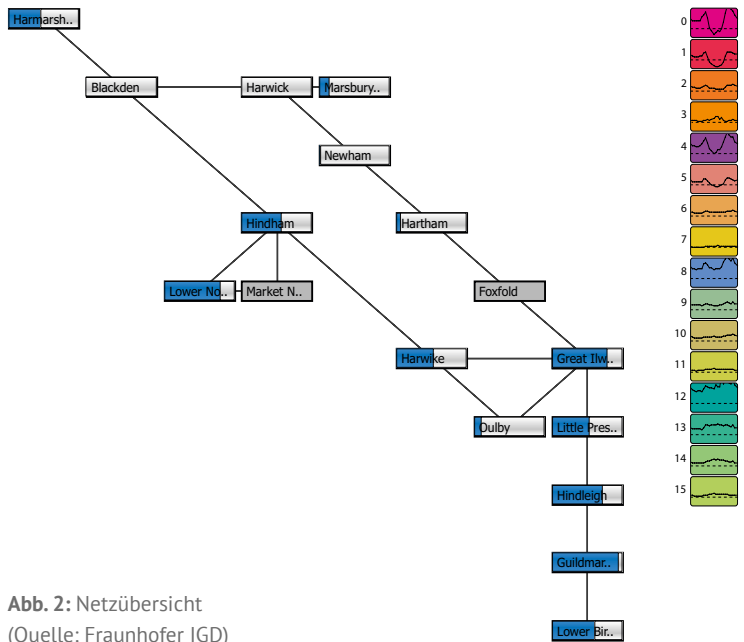 Harmarsh..
Blackden
Harwick
Marsbury..
Newham
Hindham
Hartham
Lower No..
Market N..
Foxfold
Harwike
Great Ilw..
Oulby
Little Pres..
Hindleigh
Guildmar..
Lower Bir..
0
1
2
3
4
5
6
7
8
9
10
11
12
13
14
15
Abb. 2: Netzübersicht
(Quelle: Fraunhofer IGD)